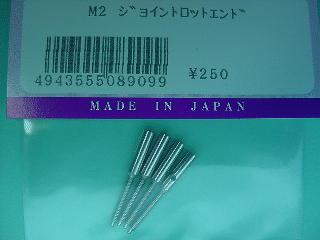 M2 ｼﾞｮｲﾝﾄﾛｯﾄｴﾝﾄﾞ
4943555089099
¥250
MADE IN JAPAN